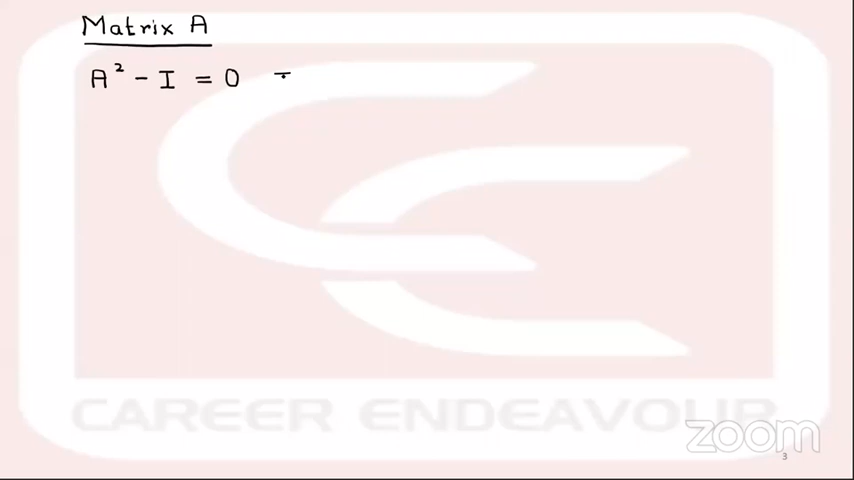 Matrix A
A² - I = 0
CAREER ENDEAVOUR
zoom
3